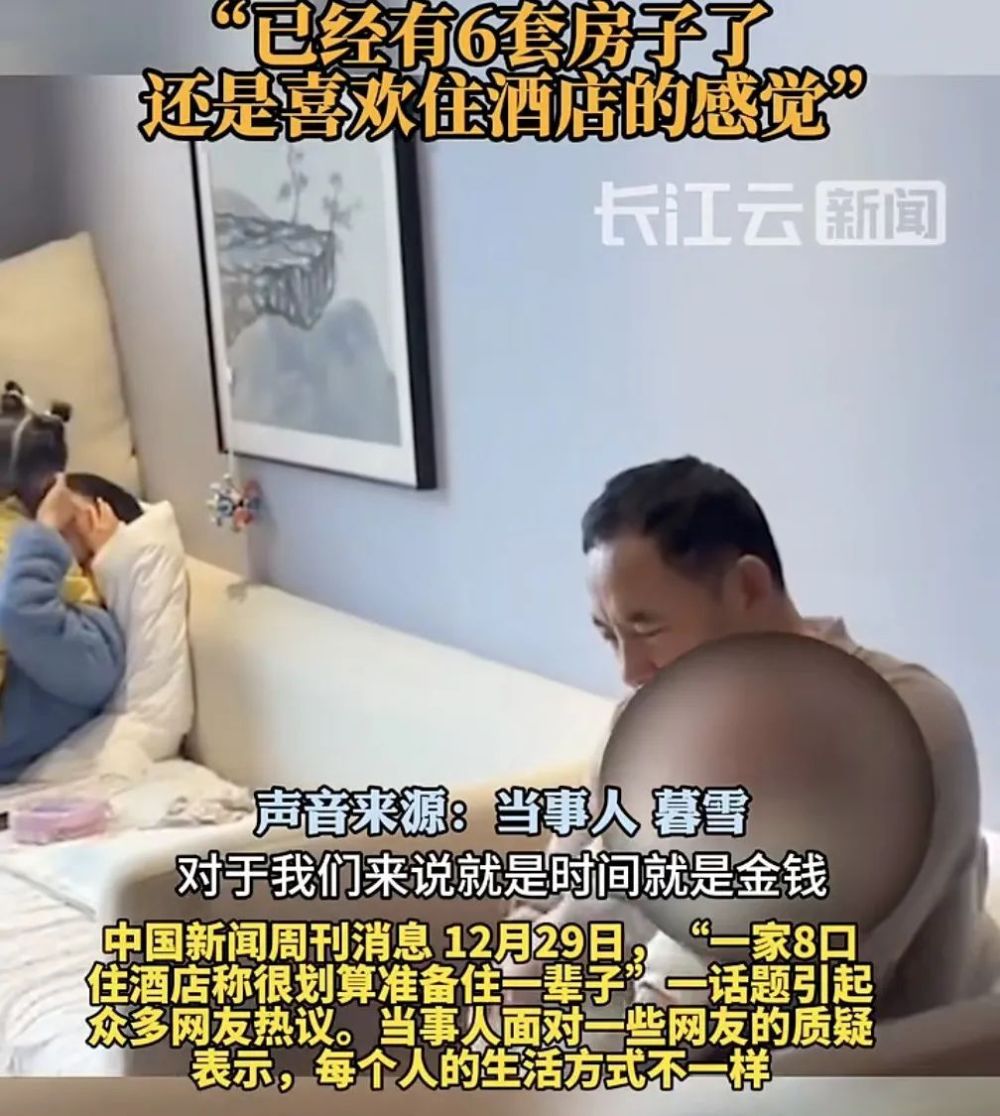 “已经有6套房子了
还是喜欢住酒店的感觉”
长江云 新闻
声音来源：当事人 暮雪
对于我们来说就是时间就是金钱
中国新闻周刊消息 12月29日，“一家8口
住酒店称很划算准备住一辈子”一话题引起
众多网友热议。当事人面对一些网友的质疑
表示，每个人的生活方式不一样